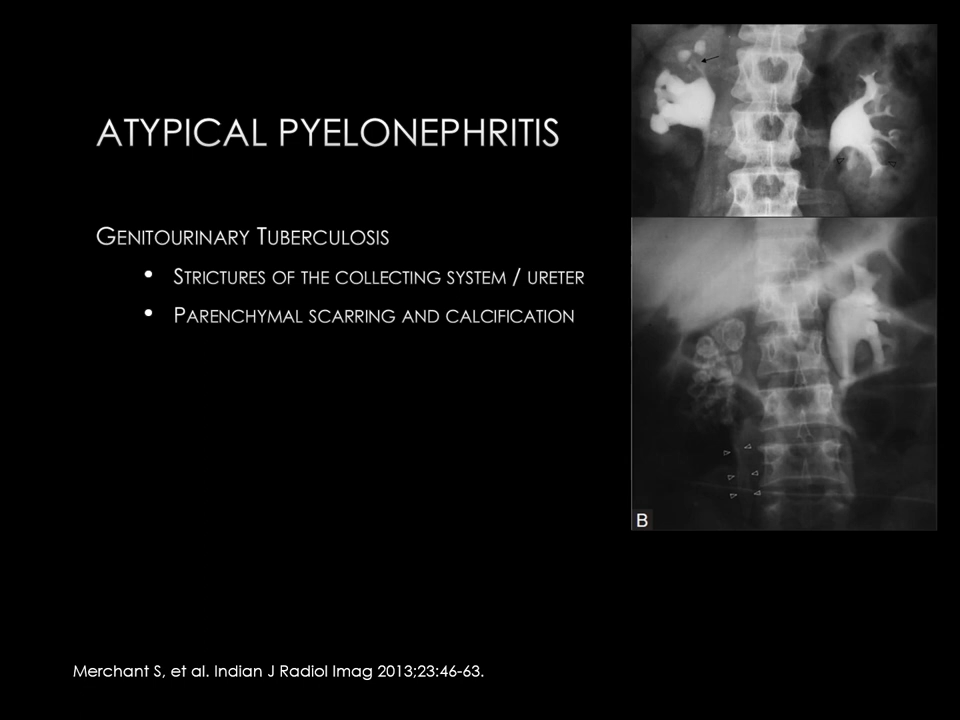 ATYPICAL PYELONEPHRITIS
GENITOURINARY TUBERCULOSIS
• STRICTURES OF THE COLLECTING SYSTEM / URETER
• PARENCHYMAL SCARRING AND CALCIFICATION
B
Merchant S, et al. Indian J Radiol Imag 2013;23:46-63.